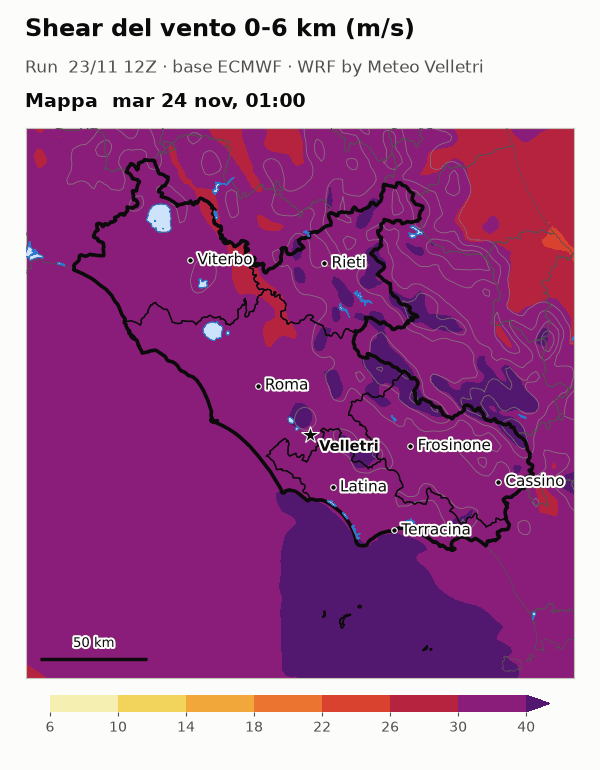 Shear del vento 0-6 km (m/s)
Run  23/11 12Z · base ECMWF · WRF by Meteo Velletri
Mappa  mar 24 nov, 01:00
Viterbo
Rieti
Roma
Velletri
Frosinone
Cassino
Latina
Terracina
50 km
6 10 14 18 22 26 30 40